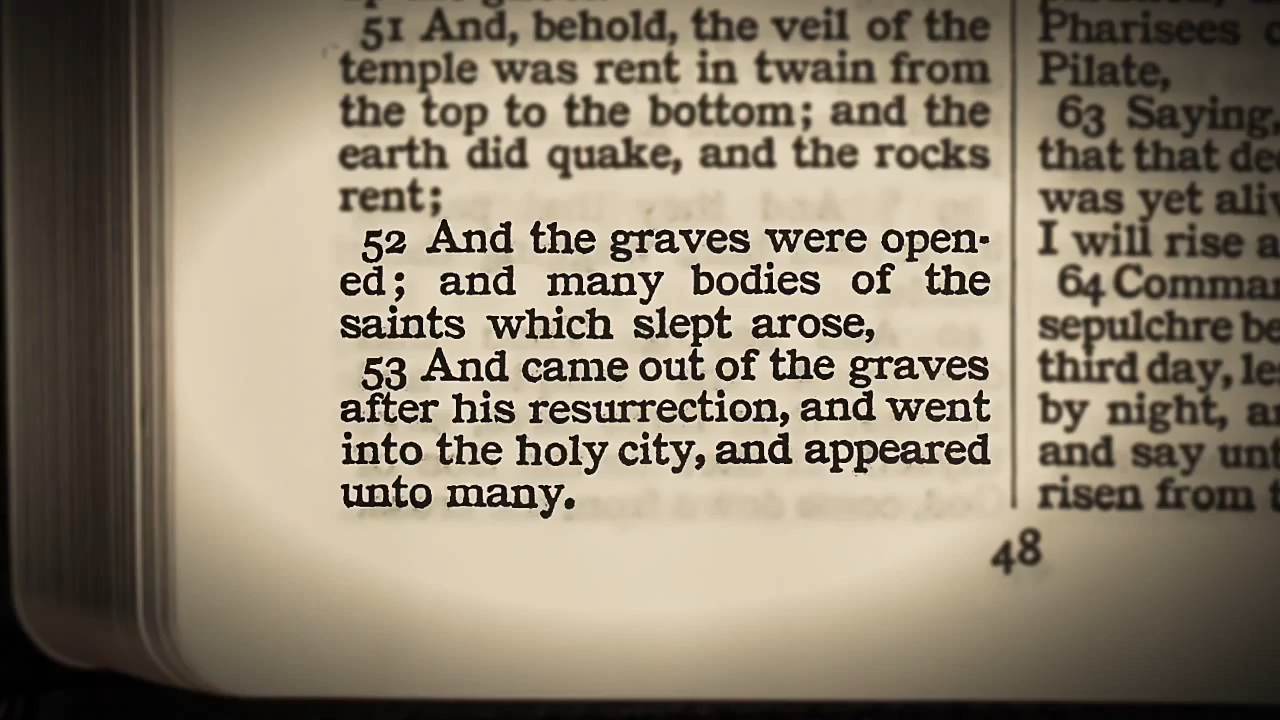 51 And, behold, the veil of the
temple was rent in twain from
the top to the bottom; and the
earth did quake, and the rocks
rent;
52 And the graves were open-
ed; and many bodies of the
saints which slept arose,
53 And came out of the graves
after his resurrection, and went
into the holy city, and appeared
unto many.
Pharisees
Pilate,
63 Saying,
that that
was yet
I will rise
64
sepulchre
third day,
by night,
and say
risen from
48